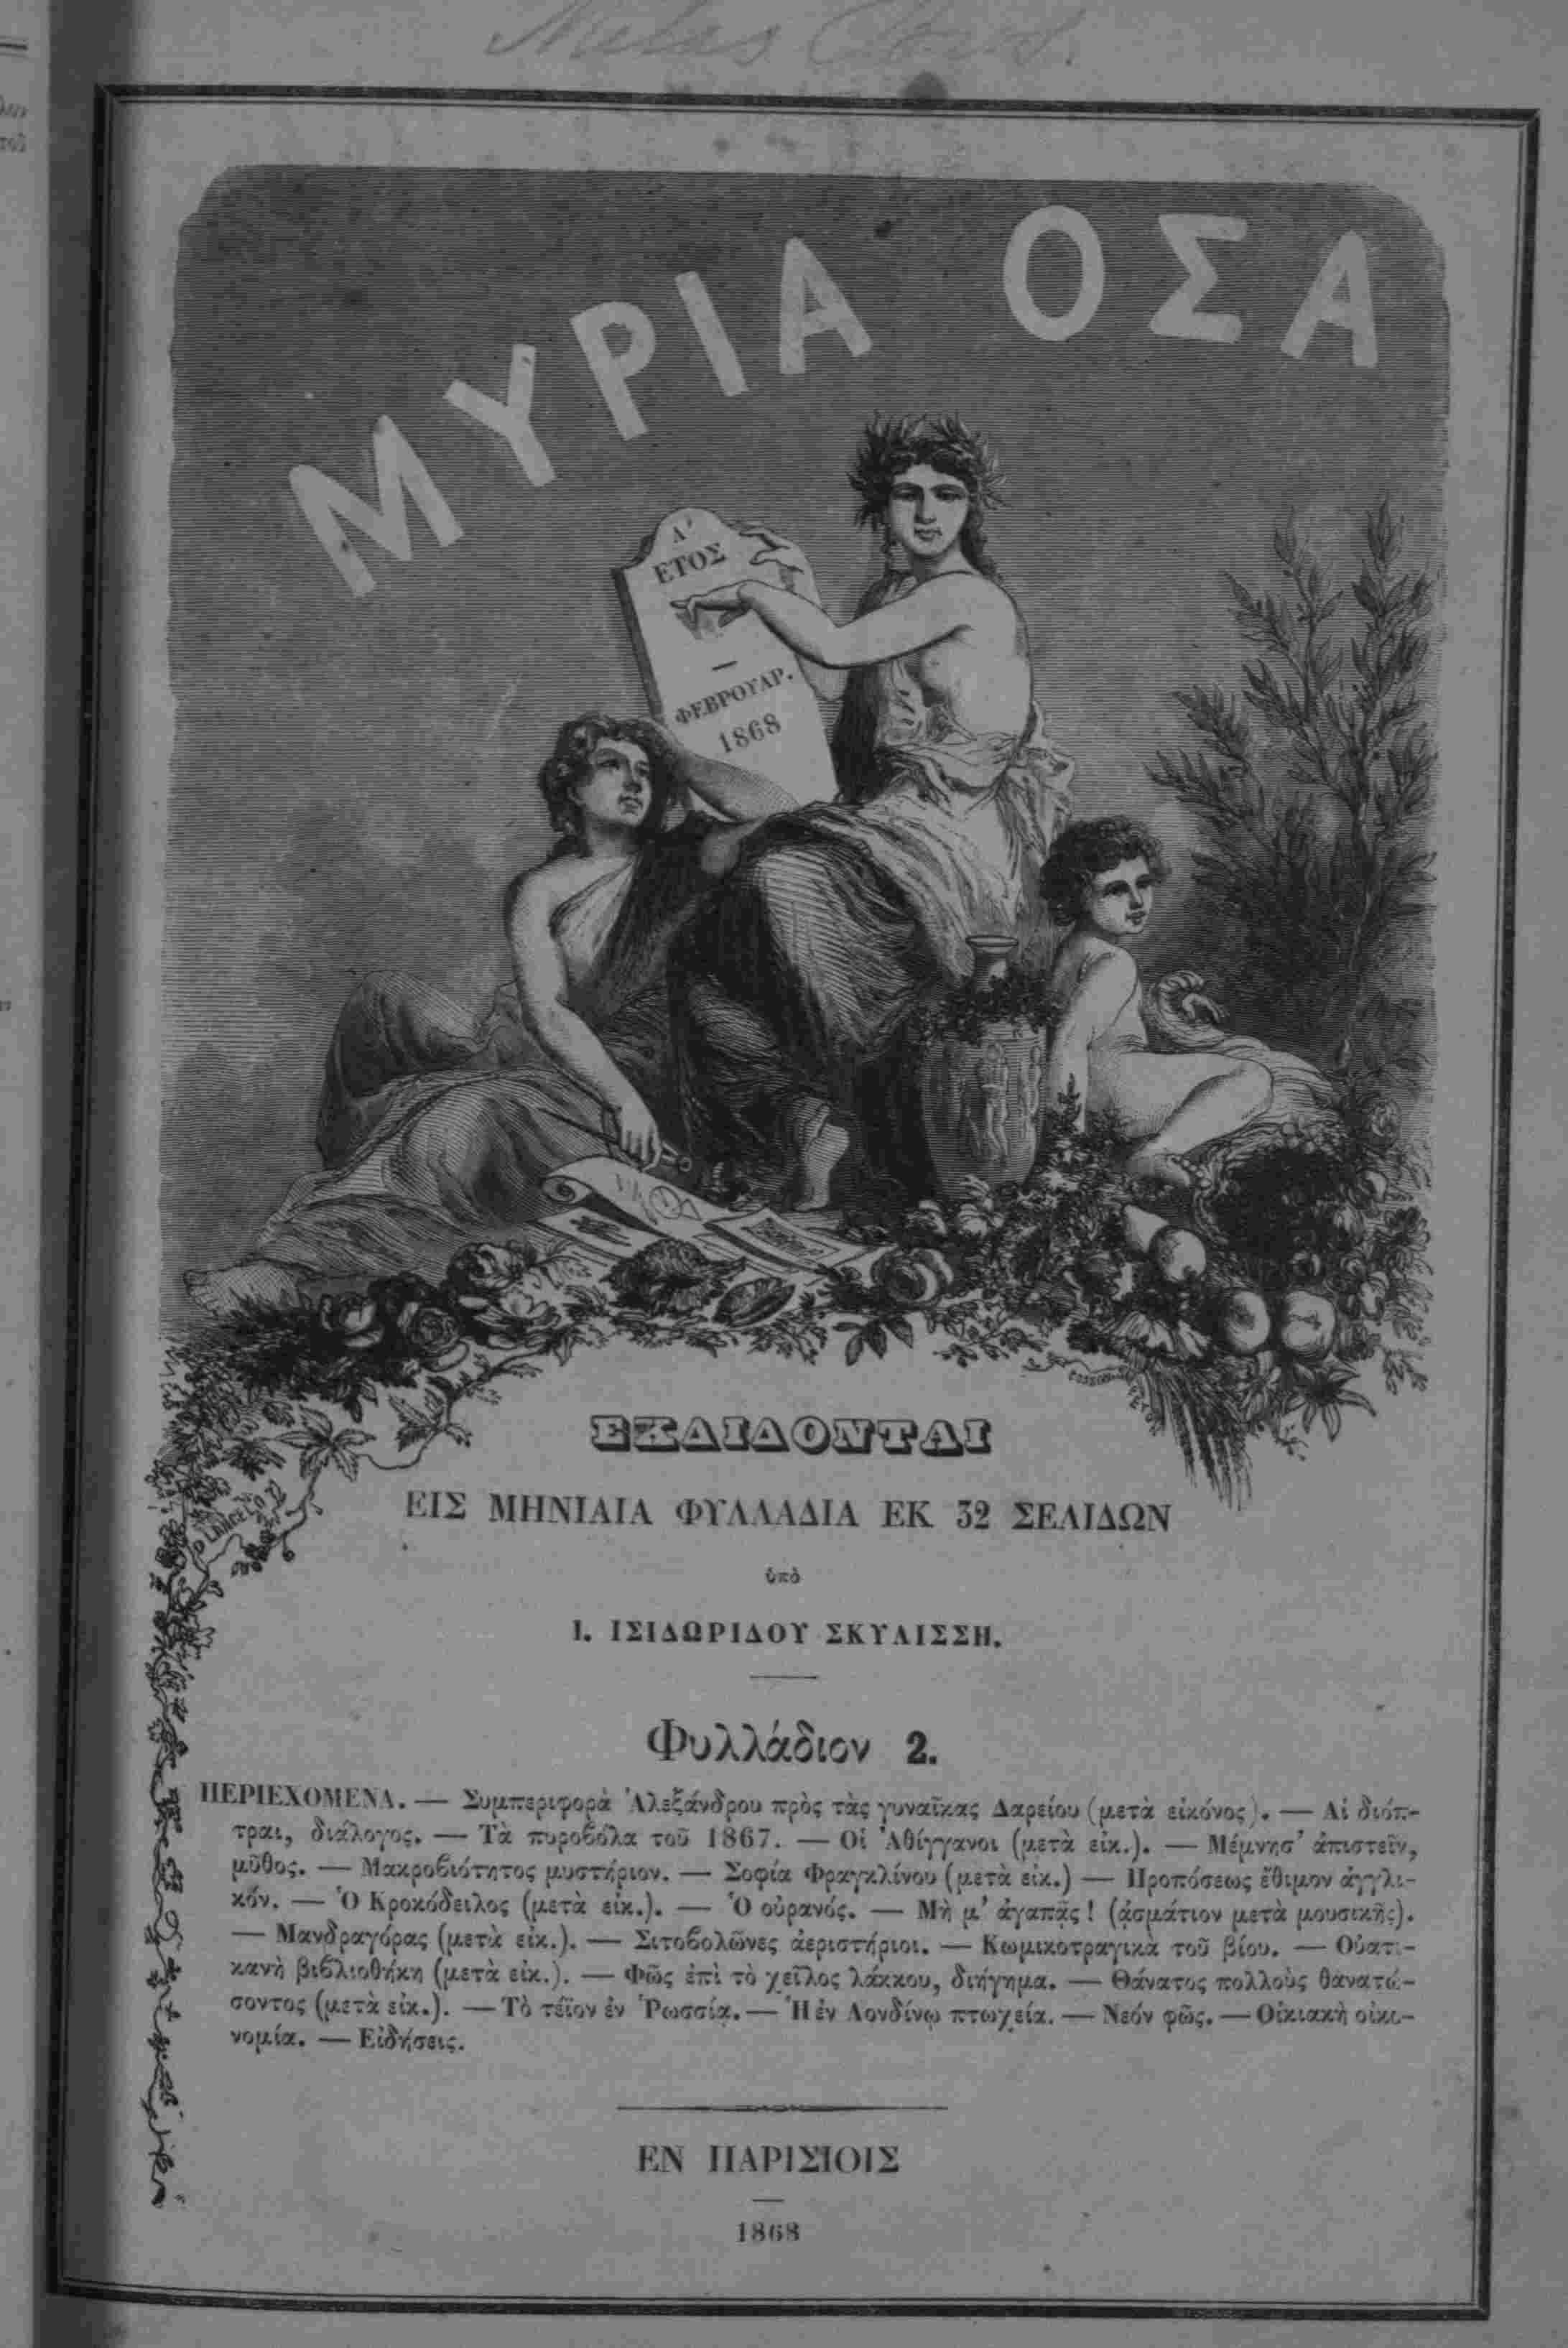 ΜΥΡΙΑ ΟΣΑ
Α'
ΕΤΟΣ
ΦΕΒΡΟΥΑΡ.
1868
ΕΚΔΙΔΟΝΤΑΙ
ΕΙΣ ΜΗΝΙΑΙΑ ΦΥΛΛΑΔΙΑ ΕΚ 32 ΣΕΛΙΔΩΝ
ὑπὸ
Ι. ΙΣΙΔΩΡΙΔΟΥ ΣΚΥΛΙΣΣΗ.
Φυλλάδιον 2.
ΠΕΡΙΕΧΟΜΕΝΑ. — Συμπεριφορὰ Ἀλεξάνδρου πρὸς τὰς γυναῖκας Δαρείου (μετὰ εἰκόνος). — Αἱ διόπ-
τραι, διάλογος. — Τὰ πυροβόλα τοῦ 1867. — Οἱ Ἀθίγγανοι (μετὰ εἰκ.). — Μέμνησ' ἀπιστεῖν,
μῦθος. — Μακροβιότητος μυστήριον. — Σοφία Φραγκλίνου (μετὰ εἰκ.) — Προπόσεως ἔθιμον ἀγγλι-
κόν. — Ὁ Κροκόδειλος (μετὰ εἰκ.). — Ὁ οὐρανός. — Μὴ μ' ἀγαπᾷς! (ᾀσμάτιον μετὰ μουσικῆς).
— Μανδραγόρας (μετὰ εἰκ.). — Σιτοβολῶνες ἀεριστήριοι. — Κωμικοτραγικὰ τοῦ βίου. — Οὐατι-
κανὴ βιβλιοθήκη (μετὰ εἰκ.). — Φῶς ἐπὶ τὸ χεῖλος λάκκου, διήγημα. — Θάνατος πολλοὺς θανατώ-
σοντος (μετὰ εἰκ.). — Τὸ τέϊον ἐν Ῥωσσίᾳ. — Ἡ ἐν Λονδίνῳ πτωχεία. — Νεόν φῶς. — Οἰκιακὴ οἰκο-
νομία. — Εἰδήσεις.
ΕΝ ΠΑΡΙΣΙΟΙΣ
1868